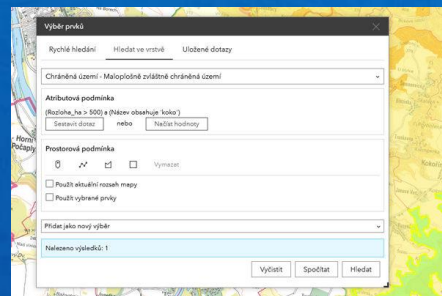 Výběr prvků
Rychlé hledání Hledat ve vrstvě Uložené dotazy
Chráněná území - Maloplošně zvláštně chráněná území
Atributová podmínka
(Rozloha_ha > 500) a (Název obsahuje 'koko')
Sestavit dotaz nebo Načíst hodnoty
Prostorová podmínka
Vymazat
Použít aktuální rozsah mapy
Použít vybrané prvky
Přidat jako nový výběr
Nalezeno výsledků: 1
Vyčistit Spočítat Hledat
Horní
Počaply